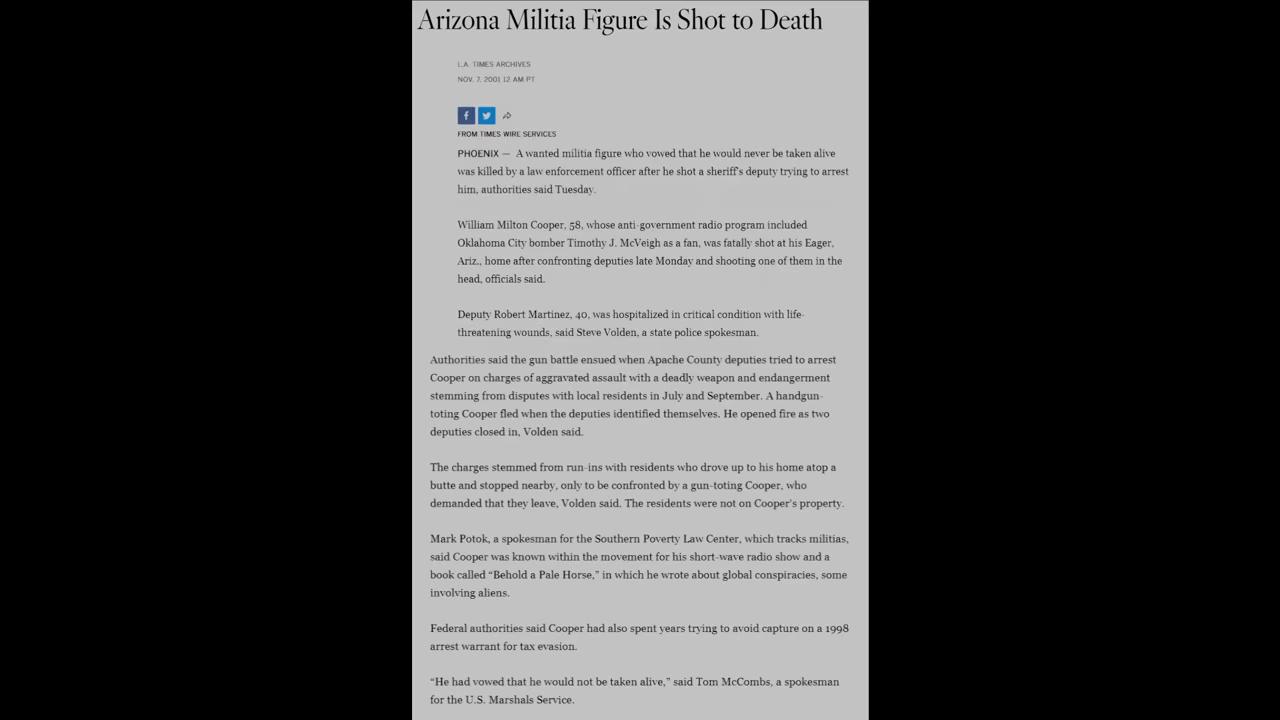 Arizona Militia Figure Is Shot to Death
L.A. TIMES ARCHIVES
NOV. 7, 2001 12 AM PT
FROM TIMES WIRE SERVICES
PHOENIX — A wanted militia figure who vowed that he would never be taken alive
was killed by a law enforcement officer after he shot a sheriff's deputy trying to arrest
him, authorities said Tuesday.
William Milton Cooper, 58, whose anti-government radio program included
Oklahoma City bomber Timothy J. McVeigh as a fan, was fatally shot at his Eager,
Ariz., home after confronting deputies late Monday and shooting one of them in the
head, officials said.
Deputy Robert Martinez, 40, was hospitalized in critical condition with life-
threatening wounds, said Steve Volden, a state police spokesman.
Authorities said the gun battle ensued when Apache County deputies tried to arrest
Cooper on charges of aggravated assault with a deadly weapon and endangerment
stemming from disputes with local residents in July and September. A handgun-
toting Cooper fled when the deputies identified themselves. He opened fire as two
deputies closed in, Volden said.
The charges stemmed from run-ins with residents who drove up to his home atop a
butte and stopped nearby, only to be confronted by a gun-toting Cooper, who
demanded that they leave, Volden said. The residents were not on Cooper's property.
Mark Potok, a spokesman for the Southern Poverty Law Center, which tracks militias,
said Cooper was known within the movement for his short-wave radio show and a
book called “Behold a Pale Horse,” in which he wrote about global conspiracies, some
involving aliens.
Federal authorities said Cooper had also spent years trying to avoid capture on a 1998
arrest warrant for tax evasion.
“He had vowed that he would not be taken alive,” said Tom McCombs, a spokesman
for the U.S. Marshals Service.